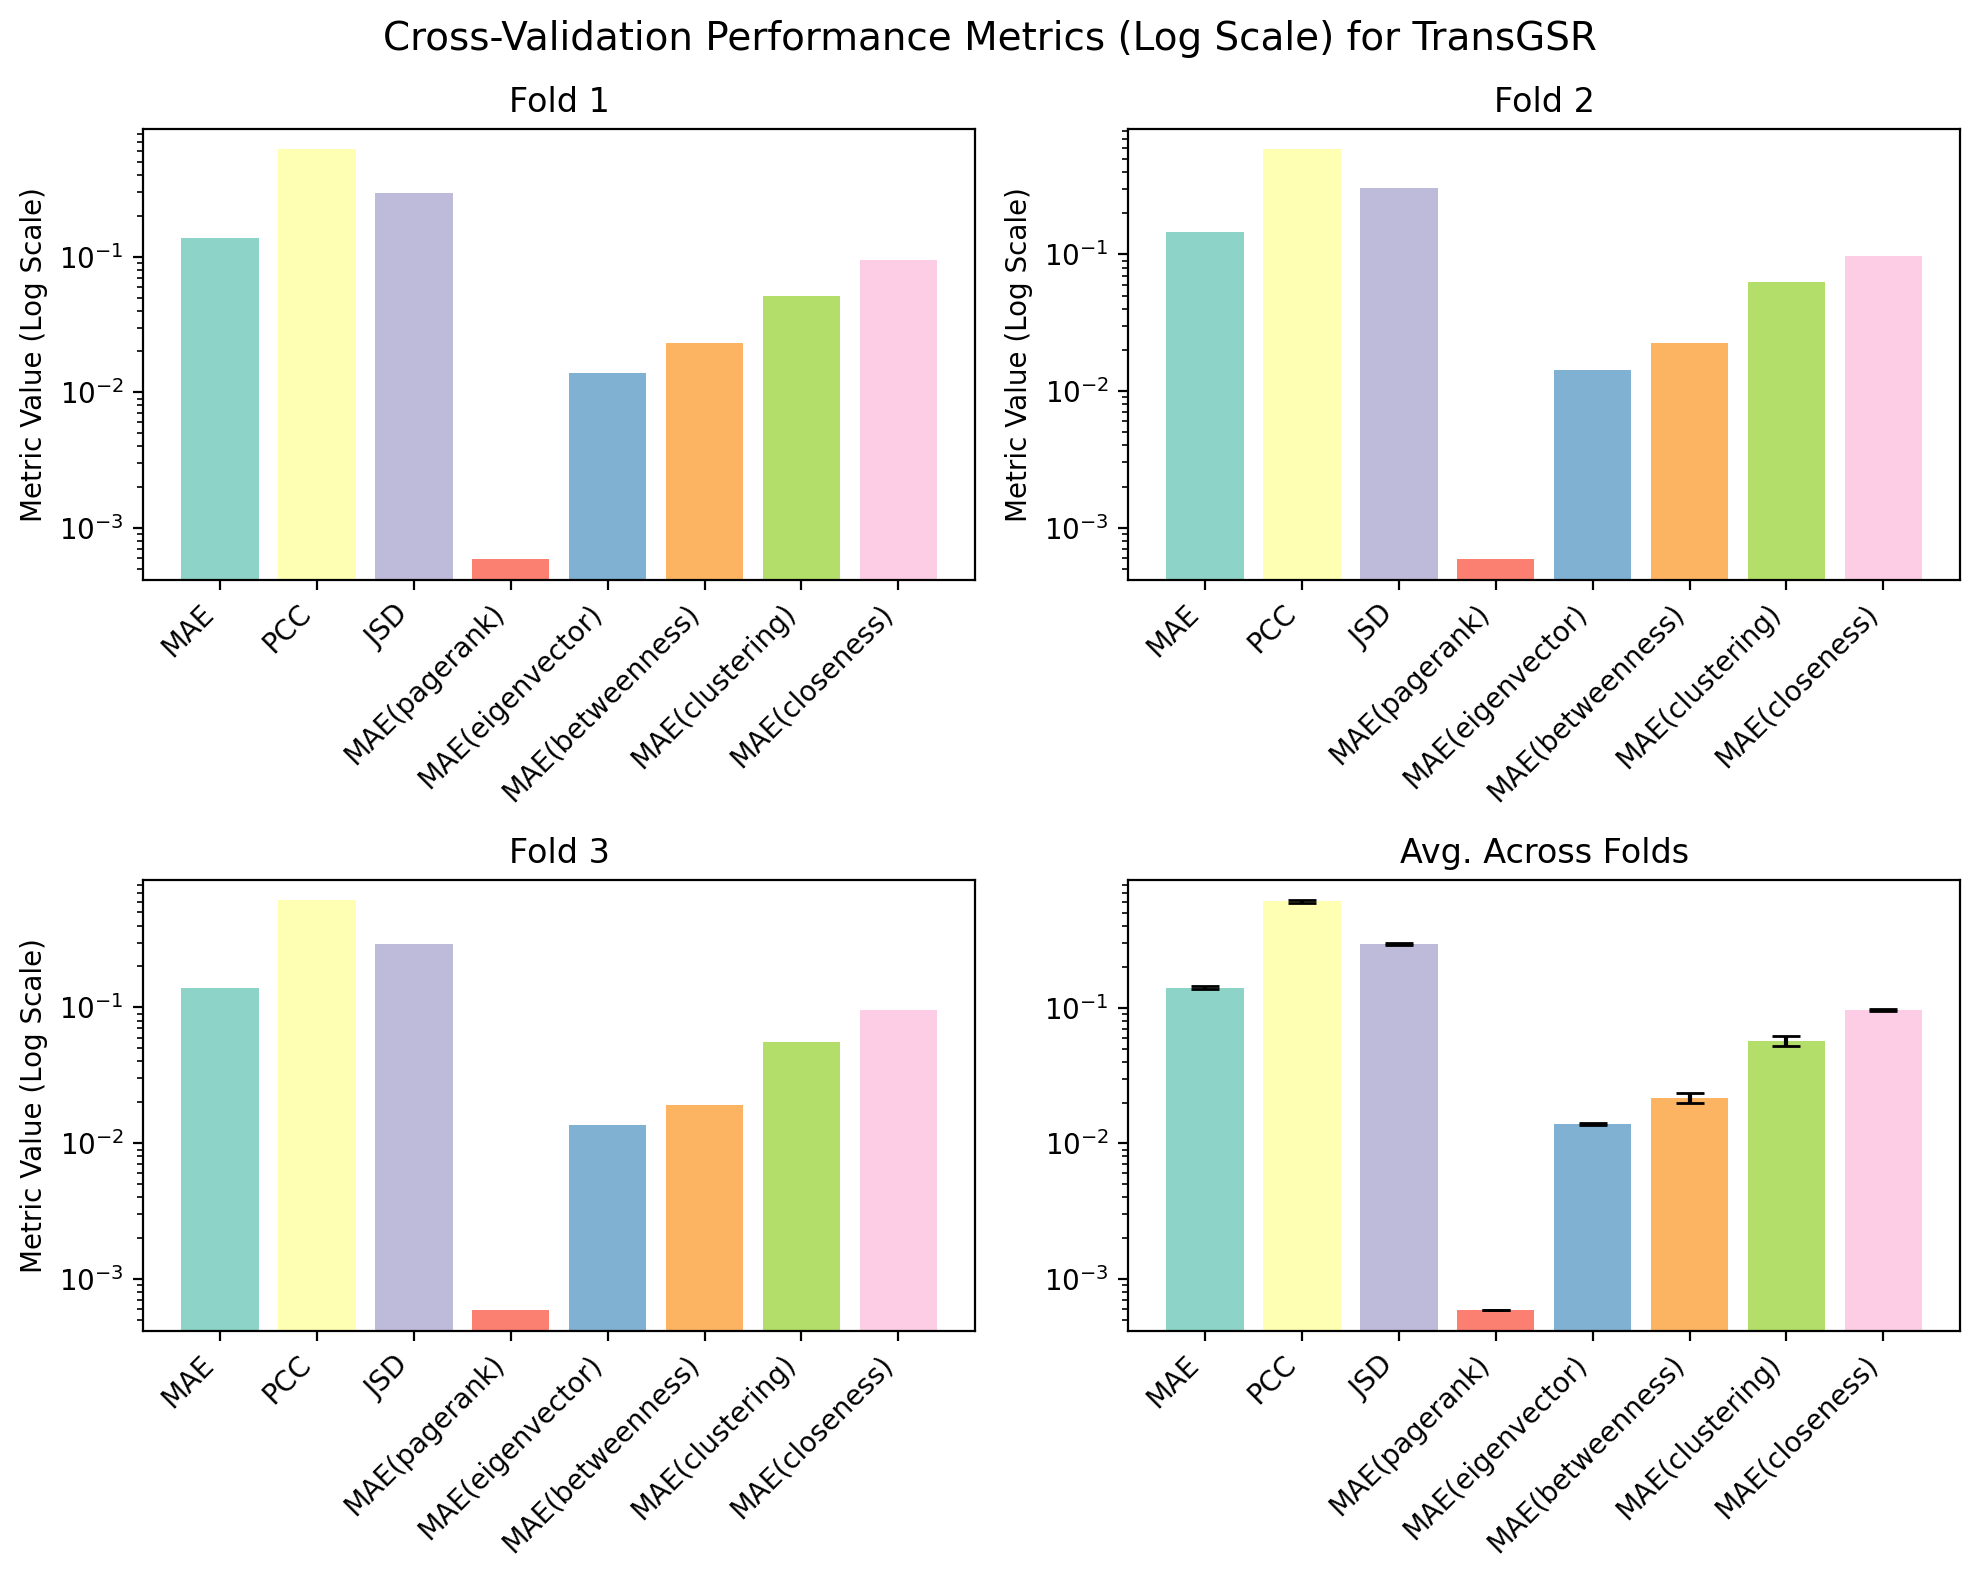 Cross-Validation Performance Metrics (Log Scale) for TransGSR
Fold 1
Metric Value (Log Scale)
10⁻¹
10⁻²
10⁻³
MAE
PCC
JSD
MAE(pagerank)
MAE(eigenvector)
MAE(betweenness)
MAE(clustering)
MAE(closeness)
Fold 2
Metric Value (Log Scale)
10⁻¹
10⁻²
10⁻³
MAE
PCC
JSD
MAE(pagerank)
MAE(eigenvector)
MAE(betweenness)
MAE(clustering)
MAE(closeness)
Fold 3
Metric Value (Log Scale)
10⁻¹
10⁻²
10⁻³
MAE
PCC
JSD
MAE(pagerank)
MAE(eigenvector)
MAE(betweenness)
MAE(clustering)
MAE(closeness)
Avg. Across Folds
10⁻¹
10⁻²
10⁻³
MAE
PCC
JSD
MAE(pagerank)
MAE(eigenvector)
MAE(betweenness)
MAE(clustering)
MAE(closeness)